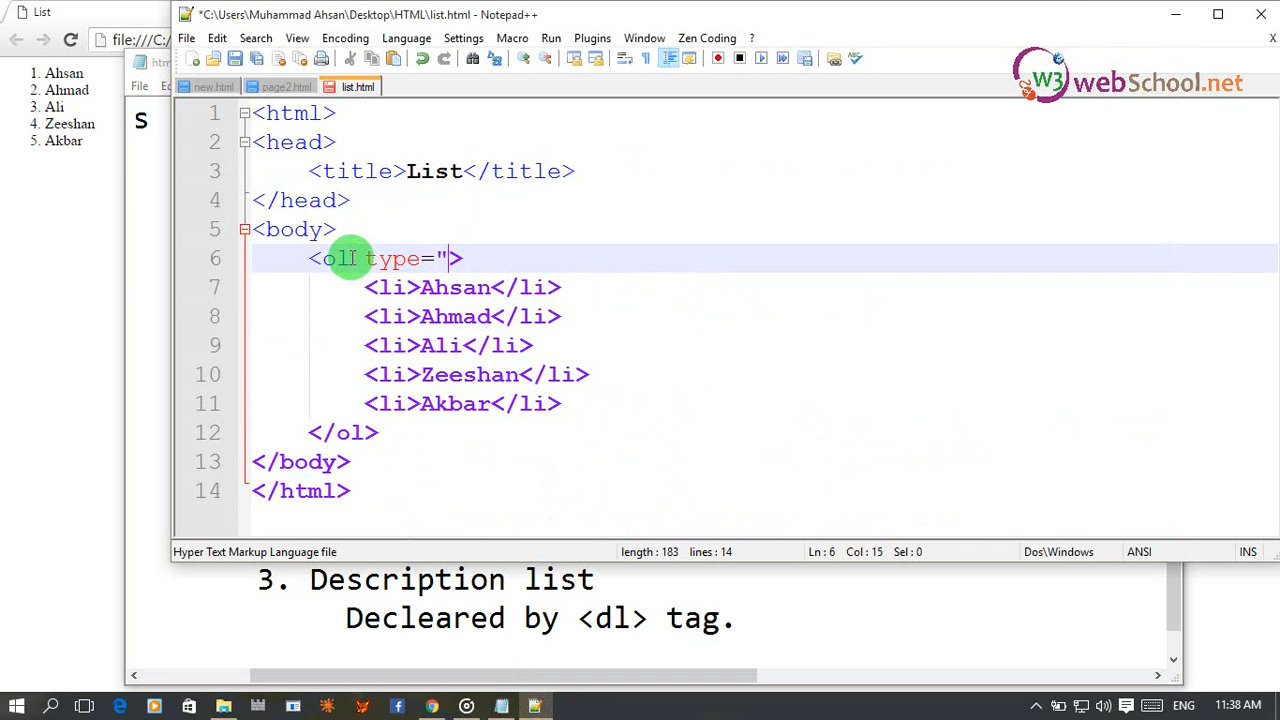 List
file:///C:/
1. Ahsan
2. Ahmad
3. Ali
4. Zeeshan
5. Akbar
File
S
*C:\Users\Muhammad Ahsan\Desktop\HTML\list.html - Notepad++
File Edit Search View Encoding Language Settings Macro Run Plugins Window Zen Coding ?
X
new.html page2.html list.html
W3 webSchool.net
1 <html>
2 <head>
3 <title>List</title>
4 </head>
5 <body>
6 <ol type=">
7 <li>Ahsan</li>
8 <li>Ahmad</li>
9 <li>Ali</li>
10 <li>Zeeshan</li>
11 <li>Akbar</li>
12 </ol>
13 </body>
14 </html>
Hyper Text Markup Language file length : 183 lines : 14 Ln : 6 Col : 15 Sel : 0 Dos\Windows ANSI INS
3. Description list
Decleared by <dl> tag.
ENG 11:38 AM